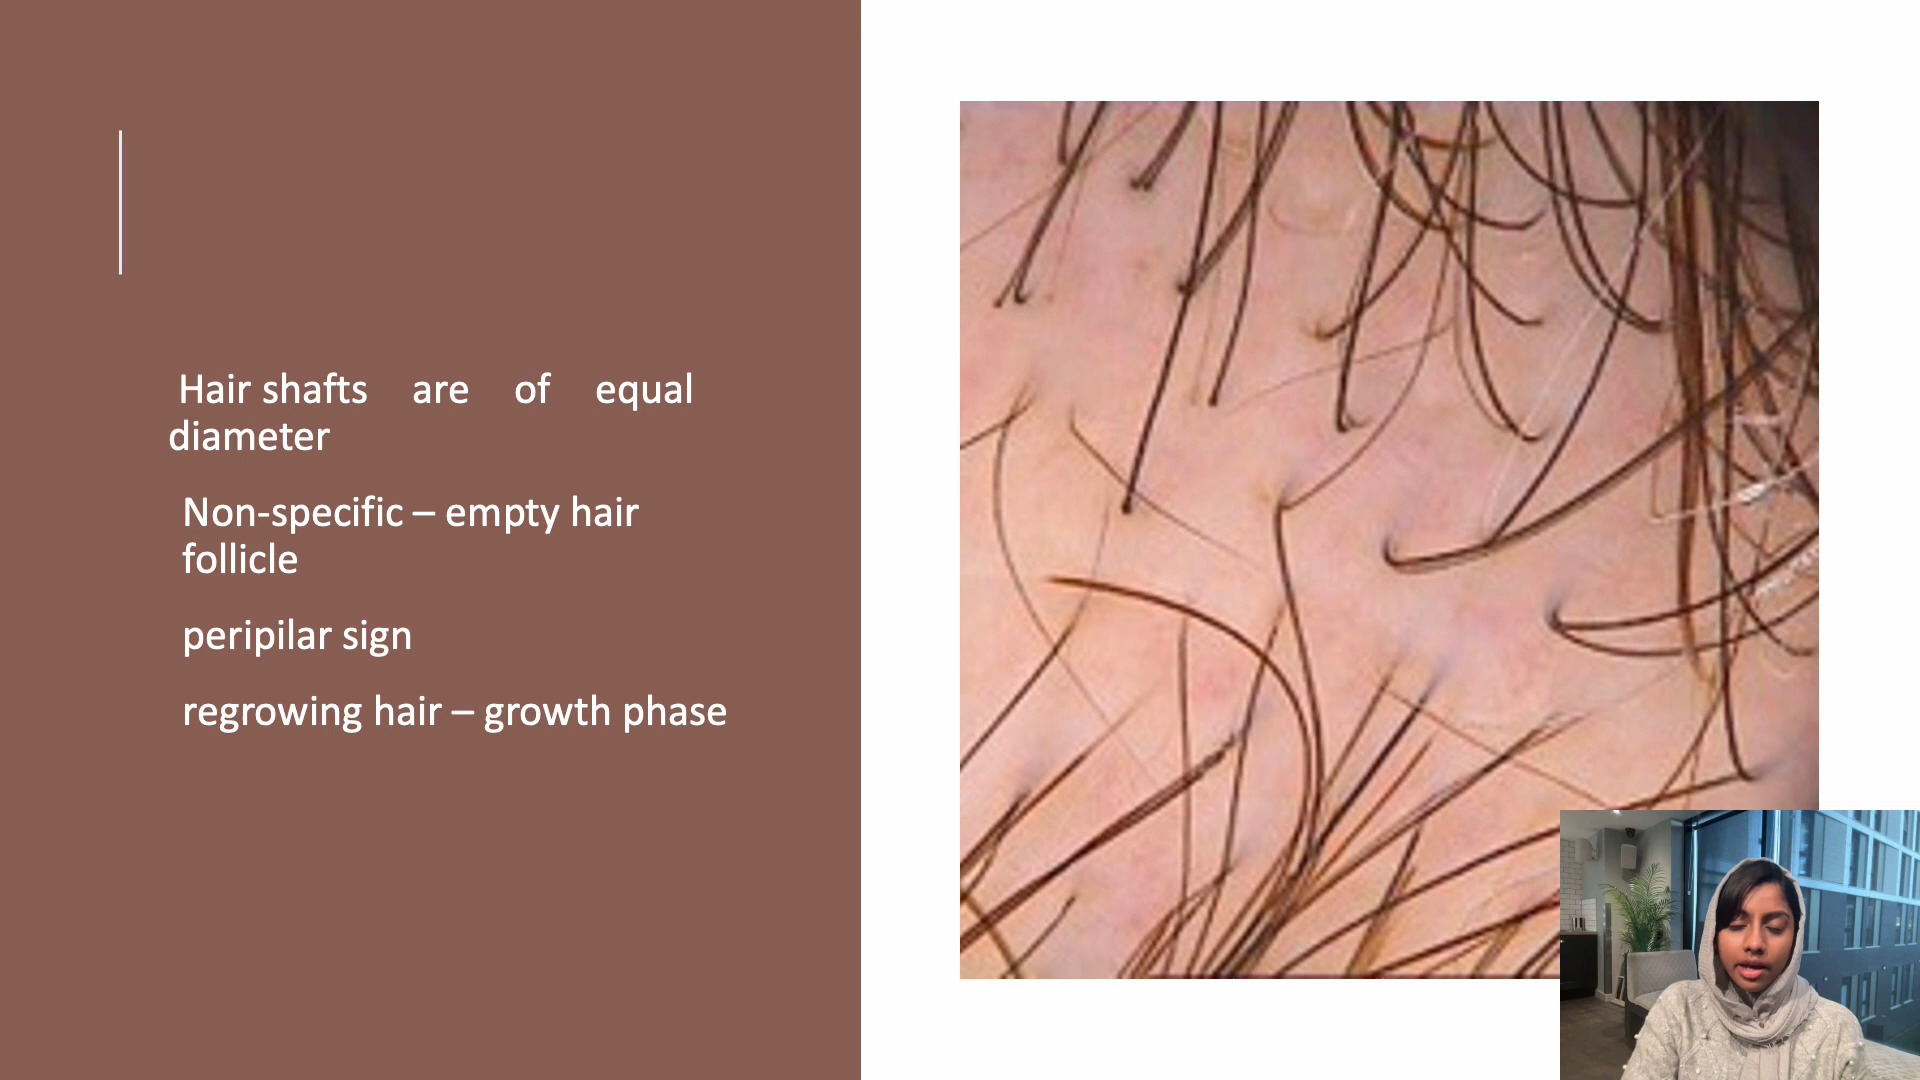 Hair shafts are of equal
diameter
Non-specific – empty hair
follicle
peripilar sign
regrowing hair – growth phase